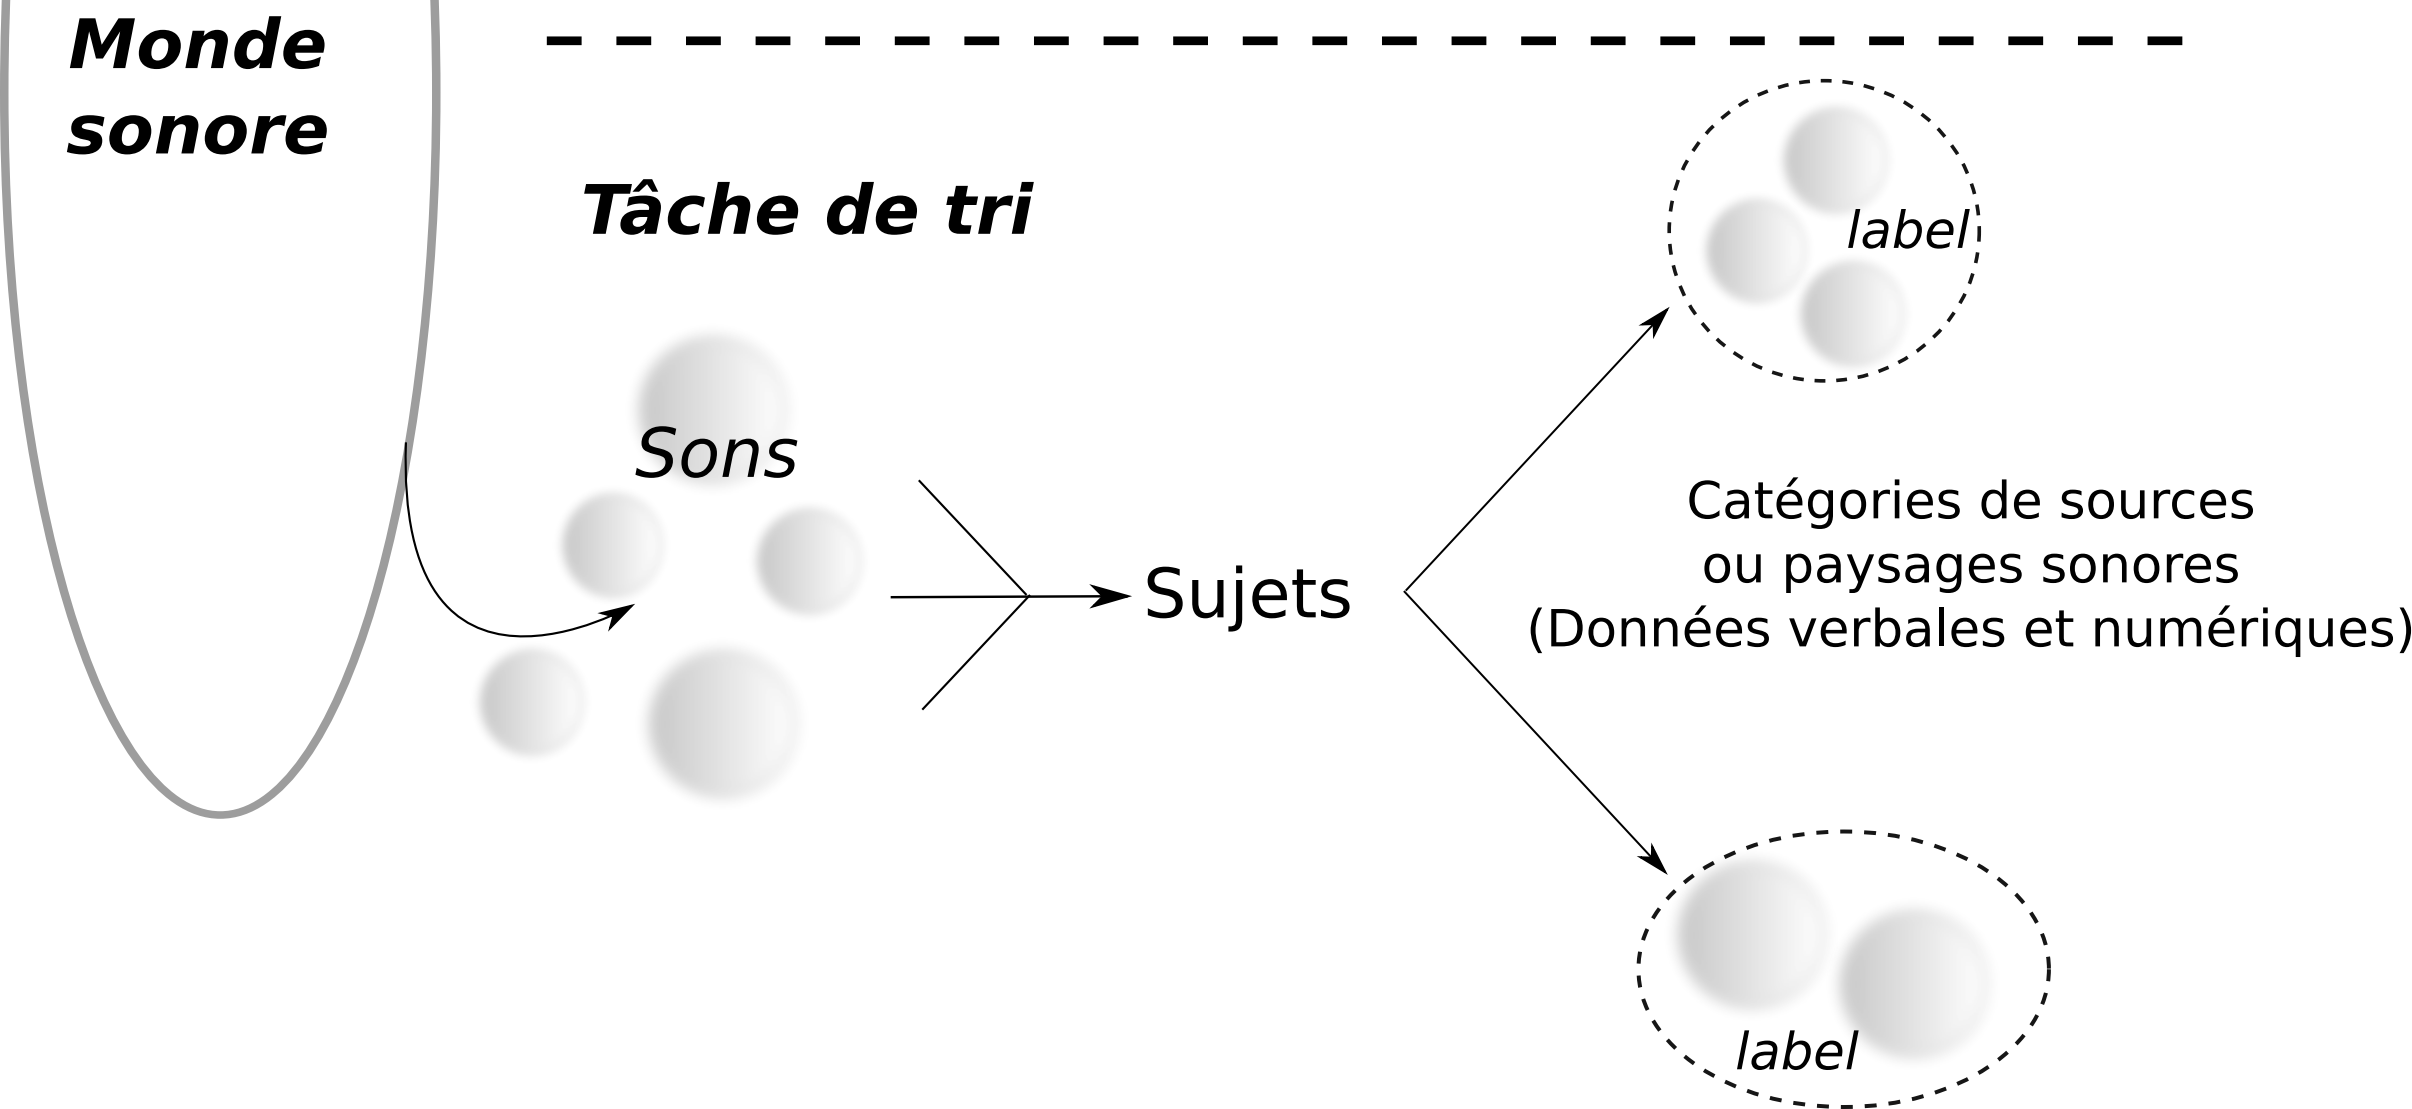 Monde
sonore
Tâche de tri
Sons
Sujets
label
Catégories de sources
ou paysages sonores
(Données verbales et numériques)
label